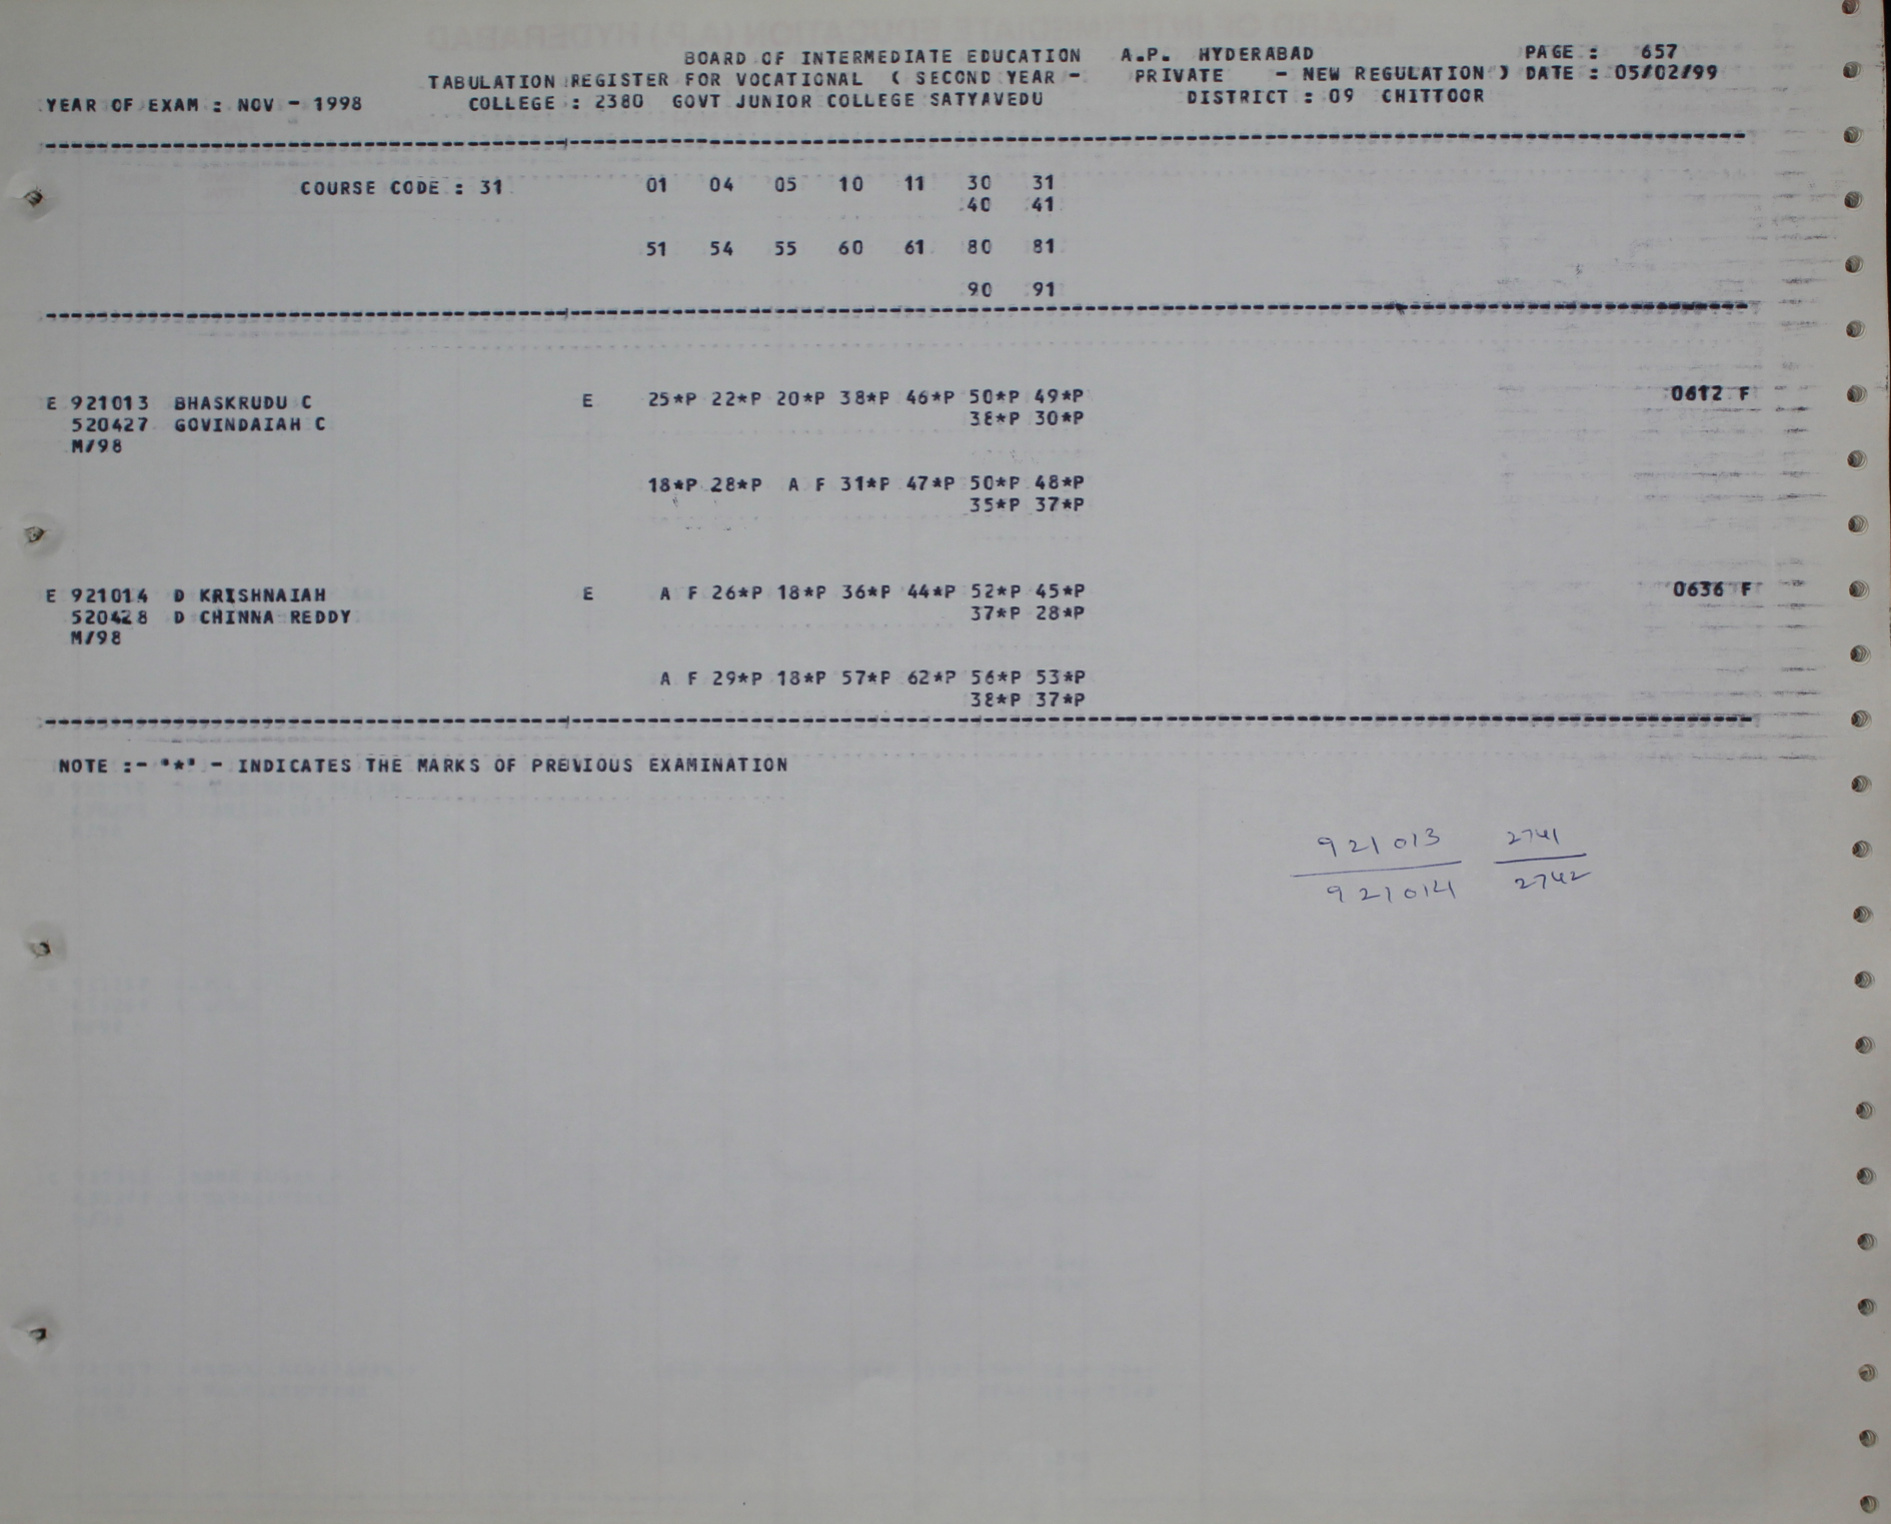 BOARD OF INTERMEDIATE EDUCATION A.P. HYDERABAD PAGE : 657
TABULATION REGISTER FOR VOCATIONAL ( SECOND YEAR - PRIVATE - NEW REGULATION ) DATE : 05/02/99
YEAR OF EXAM : NOV - 1998 COLLEGE : 2380 GOVT JUNIOR COLLEGE SATYAVEDU DISTRICT : 09 CHITTOOR
COURSE CODE : 31 01 04 05 10 11 30 31
40 41
51 54 55 60 61 80 81
90 91
E 921013 BHASKRUDU C E 25*P 22*P 20*P 38*P 46*P 50*P 49*P 0612 F
520427 GOVINDAIAH C 38*P 30*P
M/98
18*P 28*P A F 31*P 47*P 50*P 48*P
35*P 37*P
E 921014 D KRISHNAIAH E A F 26*P 18*P 36*P 44*P 52*P 45*P 0636 F
520428 D CHINNA REDDY 37*P 28*P
M/98
A F 29*P 18*P 57*P 62*P 56*P 53*P
38*P 37*P
NOTE :- '*' - INDICATES THE MARKS OF PREVIOUS EXAMINATION
921013 2741
921014 2742